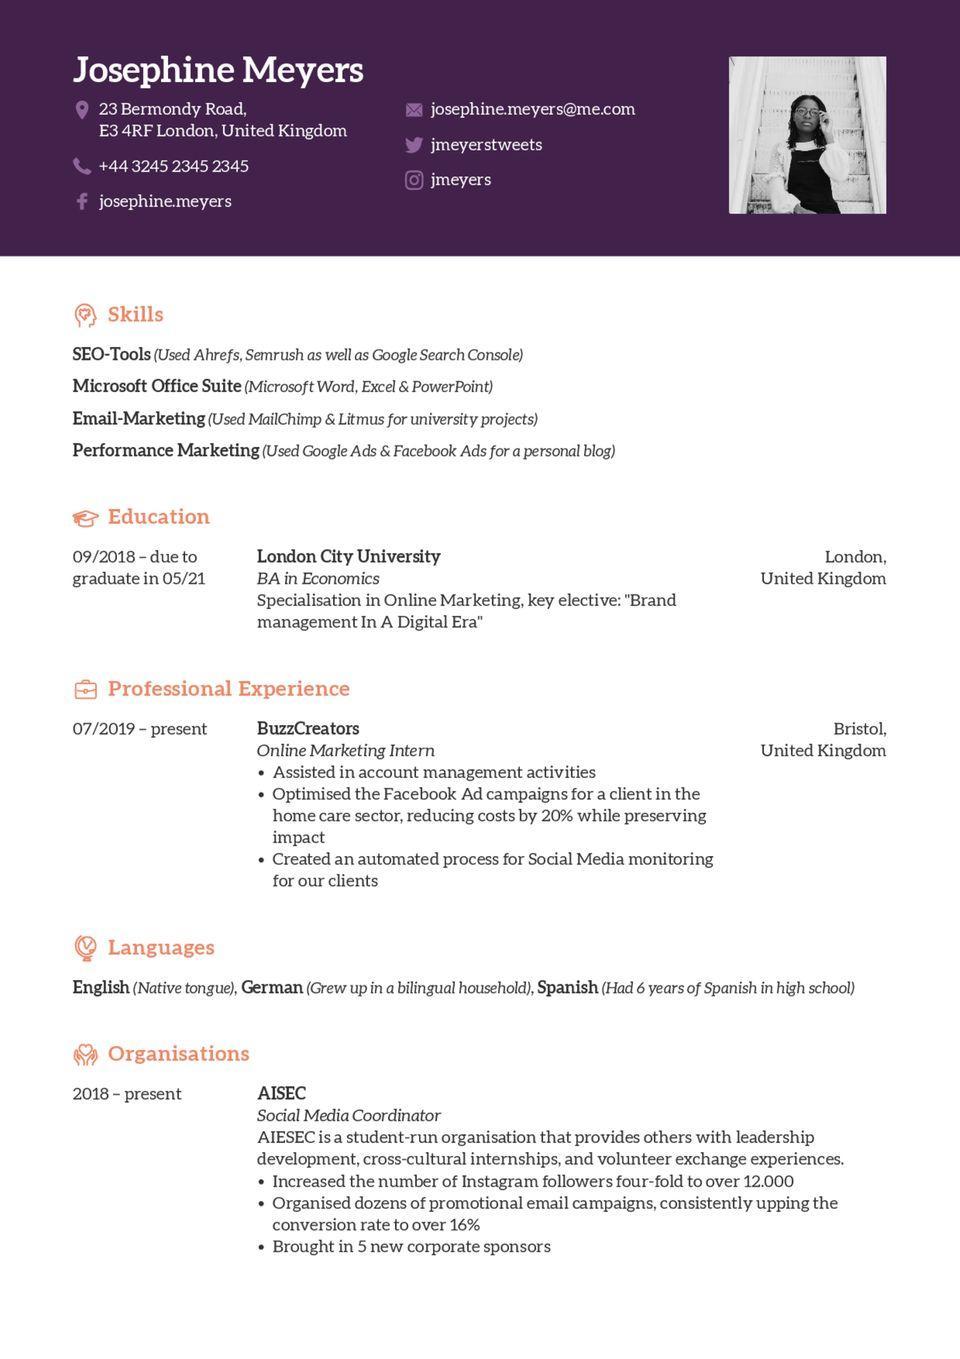 Josephine Meyers
23 Bermondy Road,
E3 4RF London, United Kingdom
+44 3245 2345 2345
josephine.meyers
josephine.meyers@me.com
jmeyerstweets
jmeyers
Skills
SEO-Tools (Used Ahrefs, Semrush as well as Google Search Console)
Microsoft Office Suite (Microsoft Word, Excel & PowerPoint)
Email-Marketing (Used MailChimp & Litmus for university projects)
Performance Marketing (Used Google Ads & Facebook Ads for a personal blog)
Education
09/2018 – due to
graduate in 05/21
London City University
BA in Economics
Specialisation in Online Marketing, key elective: "Brand
management In A Digital Era"
London,
United Kingdom
Professional Experience
07/2019 – present
BuzzCreators
Online Marketing Intern
• Assisted in account management activities
• Optimised the Facebook Ad campaigns for a client in the
home care sector, reducing costs by 20% while preserving
impact
• Created an automated process for Social Media monitoring
for our clients
Bristol,
United Kingdom
Languages
English (Native tongue), German (Grew up in a bilingual household), Spanish (Had 6 years of Spanish in high school)
Organisations
2018 – present
AISEC
Social Media Coordinator
AIESEC is a student-run organisation that provides others with leadership
development, cross-cultural internships, and volunteer exchange experiences.
• Increased the number of Instagram followers four-fold to over 12.000
• Organised dozens of promotional email campaigns, consistently upping the
conversion rate to over 16%
• Brought in 5 new corporate sponsors